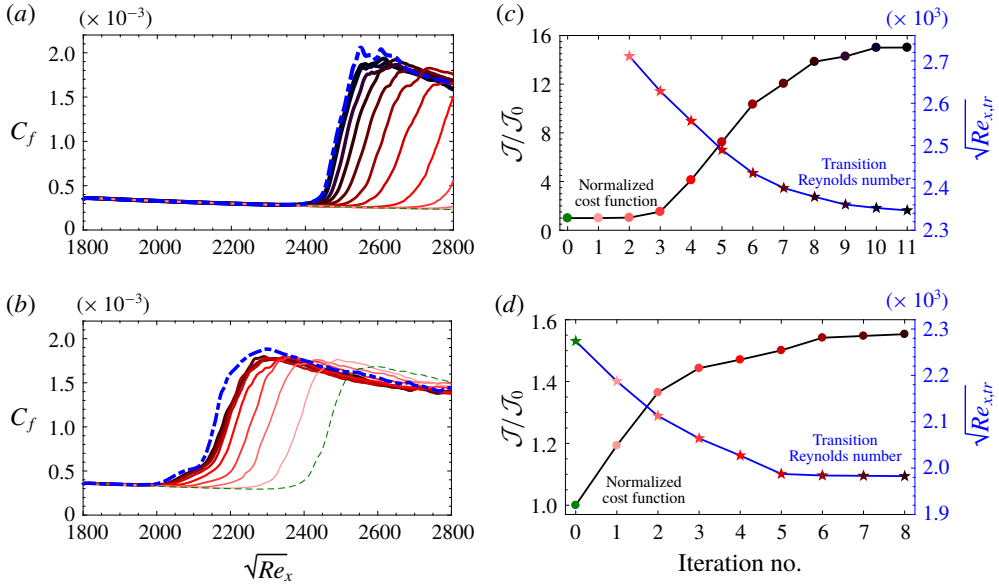 (a)
(× 10⁻³)
2.0
1.5
C_f
1.0
0.5
0
1800 2000 2200 2400 2600 2800
(c)
(× 10³)
16
12
𝒥/𝒥₀
8
4
1
Normalized
cost function
Transition
Reynolds number
2.7
2.6
2.5
2.4
2.3
√Re_{x,tr}
0 1 2 3 4 5 6 7 8 9 10 11
(b)
(× 10⁻³)
2.0
1.5
C_f
1.0
0.5
0
1800 2000 2200 2400 2600 2800
√Re_x
(d)
(× 10³)
1.6
1.4
𝒥/𝒥₀
1.2
1.0
Normalized
cost function
Transition
Reynolds number
2.3
2.2
2.1
2.0
1.9
√Re_{x,tr}
0 1 2 3 4 5 6 7 8
Iteration no.